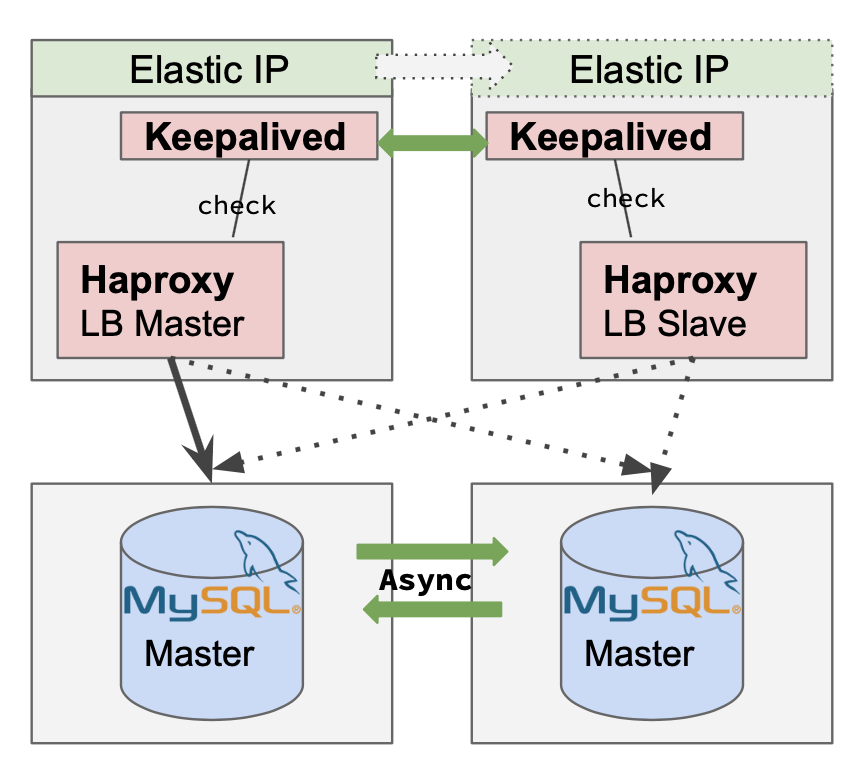 Elastic IP
Elastic IP
Keepalived
Keepalived
check
check
Haproxy
LB Master
Haproxy
LB Slave
Async
MySQL®
Master
MySQL®
Master